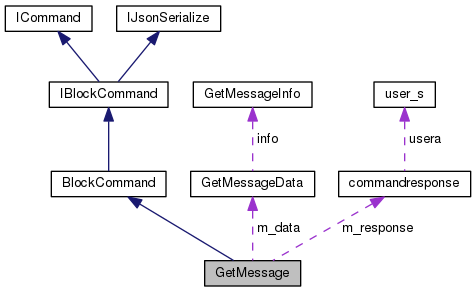 ICommand
IJsonSerialize
IBlockCommand
GetMessageInfo
user_s
info
usera
BlockCommand
GetMessageData
commandresponse
m_data
m_response
GetMessage